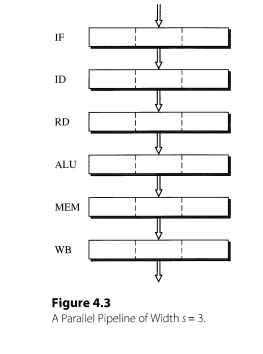 IF
ID
RD
ALU
MEM
WB
Figure 4.3
A Parallel Pipeline of Width s = 3.